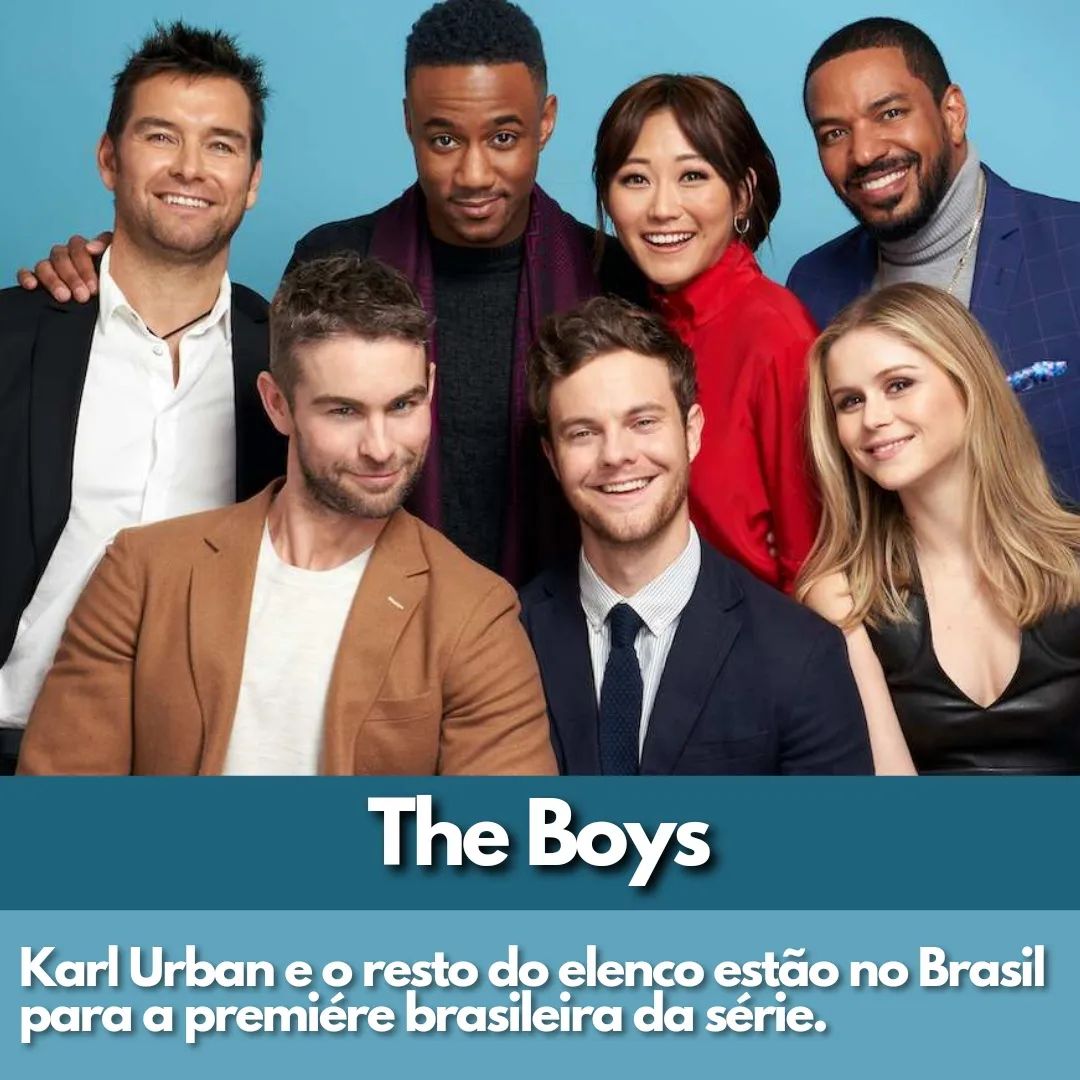 The Boys
Karl Urban e o resto do elenco estão no Brasil
para a premiére brasileira da série.